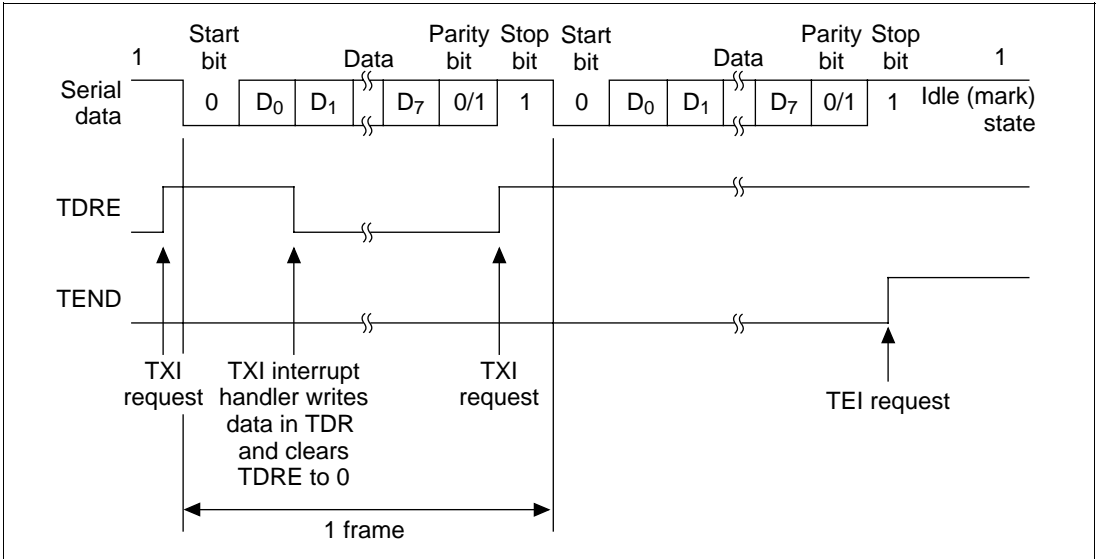 Start bit
Data
Parity bit
Stop bit
Start bit
Data
Parity bit
Stop bit
1
1
Serial data
0
D0
D1
D7
0/1
1
0
D0
D1
D7
0/1
1
Idle (mark) state
TDRE
TEND
TXI request
TXI interrupt handler writes data in TDR and clears TDRE to 0
TXI request
TEI request
1 frame